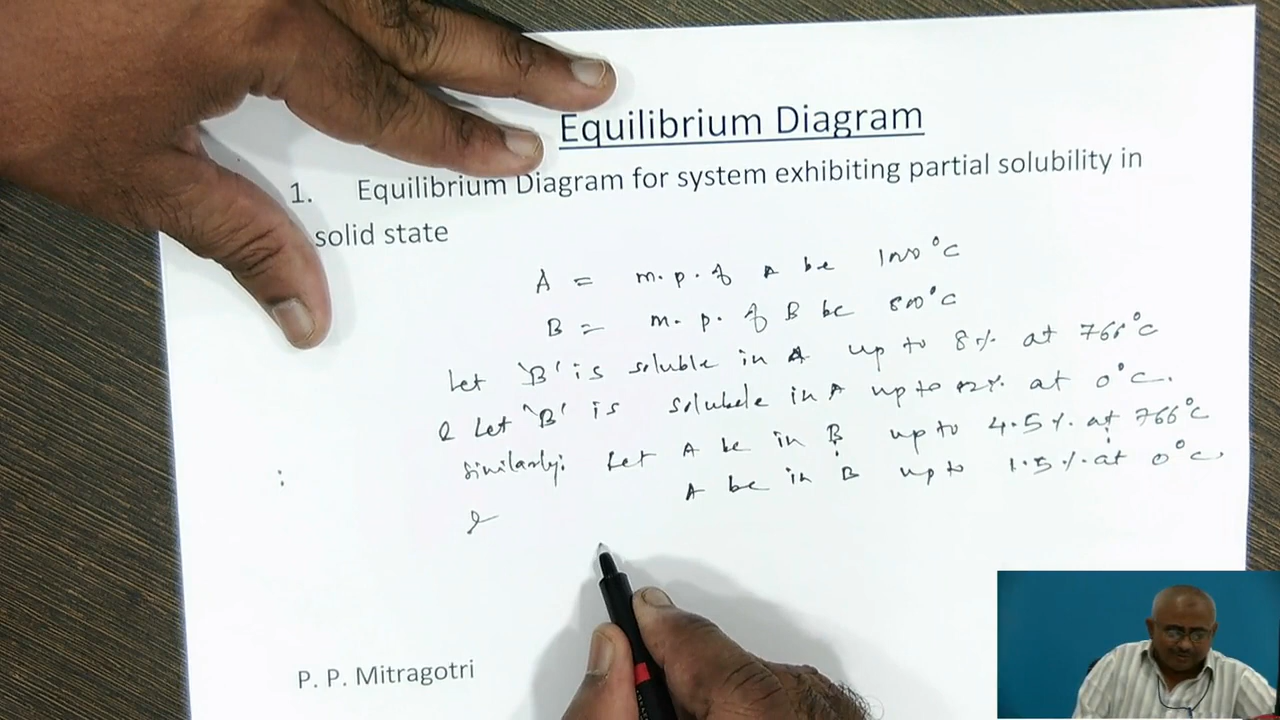 Equilibrium Diagram
1. Equilibrium Diagram for system exhibiting partial solubility in
solid state
A = m.p. of A be 1000°C
B = m.p. of B be 800°C
Let 'B' is soluble in A up to 8% at 766°C
& Let 'B' is soluble in A up to % at 0°C.
Similarly: Let A be in B up to 4.5% at 766°C
& A be in B up to 1.5% at 0°C.
P. P. Mitragotri